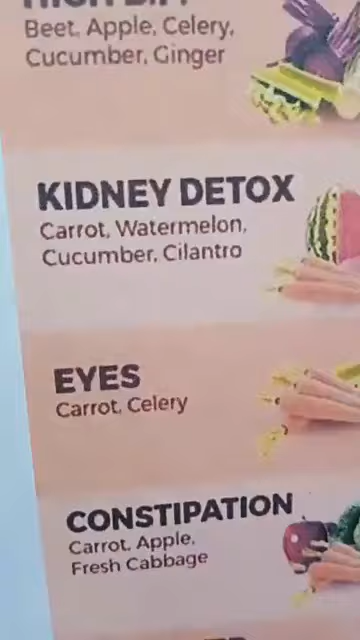 Beet, Apple, Celery,
Cucumber, Ginger
KIDNEY DETOX
Carrot, Watermelon,
Cucumber, Cilantro
EYES
Carrot, Celery
CONSTIPATION
Carrot, Apple,
Fresh Cabbage